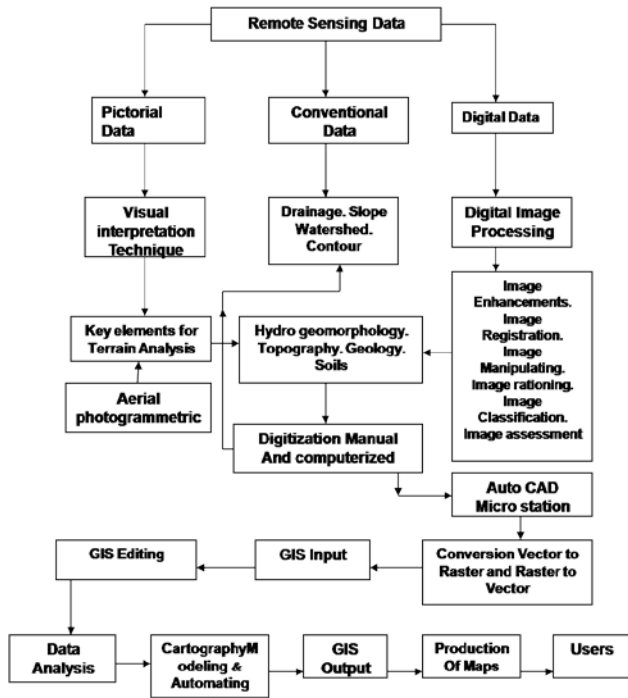 Remote Sensing Data
Pictorial
Data
Conventional
Data
Digital Data
Visual
interpretation
Technique
Drainage. Slope
Watershed.
Contour
Digital Image
Processing
Key elements for
Terrain Analysis
Hydro geomorphology.
Topography. Geology.
Soils
Image
Enhancements.
Image
Registration.
Image
Manipulating.
Image rationing.
Image
Classification.
Image assessment
Aerial
photogrammetric
Digitization Manual
And computerized
Auto CAD
Micro station
GIS Editing
GIS Input
Conversion Vector to
Raster and Raster to
Vector
Data
Analysis
CartographyM
odeling &
Automating
GIS
Output
Production
Of Maps
Users